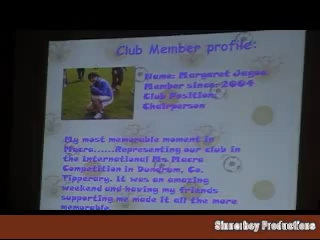 Club Member profile:
Name: Margaret Jagoe
Member since 2004
Club Position:
Chairperson
My most memorable moment in
Macra......Representing our club in
the international Ms Macra
Competition in Dundrum, Co.
Tipperary. It was an amazing
weekend and having my friends
supporting me made it all the more
memorable
Sinnerboy Productions